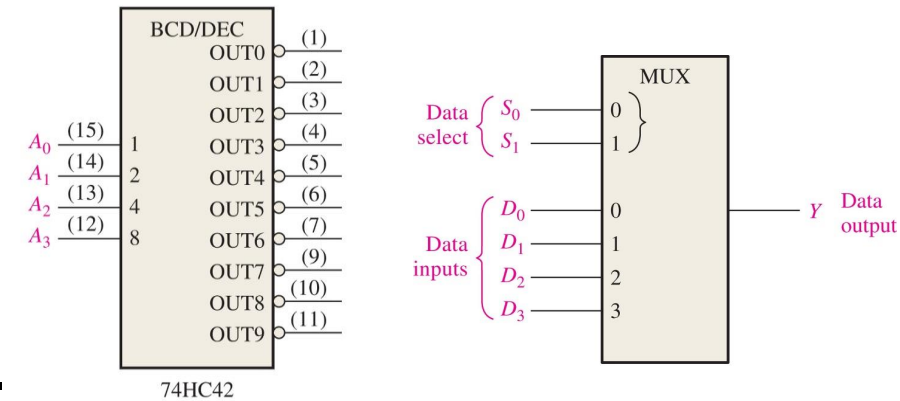 BCD/DEC
OUT0 (1)
OUT1 (2)
OUT2 (3)
A0 (15) 1 OUT3 (4)
A1 (14) 2 OUT4 (5)
A2 (13) 4 OUT5 (6)
A3 (12) 8 OUT6 (7)
OUT7 (9)
OUT8 (10)
OUT9 (11)
74HC42
MUX
Data select
S0 0
S1 1
Data inputs
D0 0
D1 1
D2 2
D3 3
Y Data output